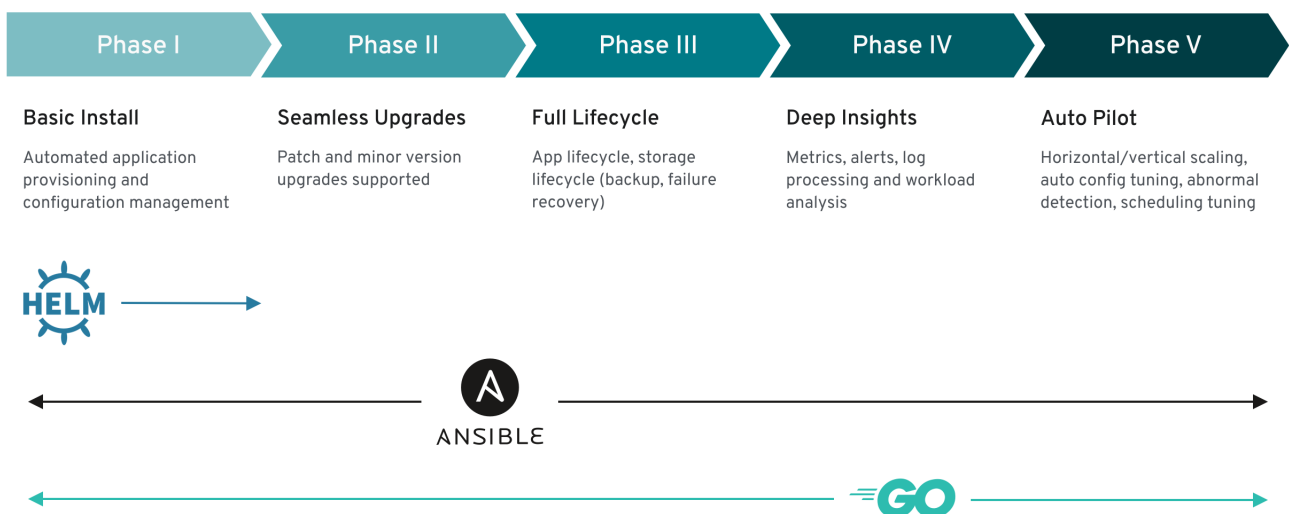 Phase I
Phase II
Phase III
Phase IV
Phase V
Basic Install
Automated application
provisioning and
configuration management
Seamless Upgrades
Patch and minor version
upgrades supported
Full Lifecycle
App lifecycle, storage
lifecycle (backup, failure
recovery)
Deep Insights
Metrics, alerts, log
processing and workload
analysis
Auto Pilot
Horizontal/vertical scaling,
auto config tuning, abnormal
detection, scheduling tuning
HELM
A
ANSIBLE
GO